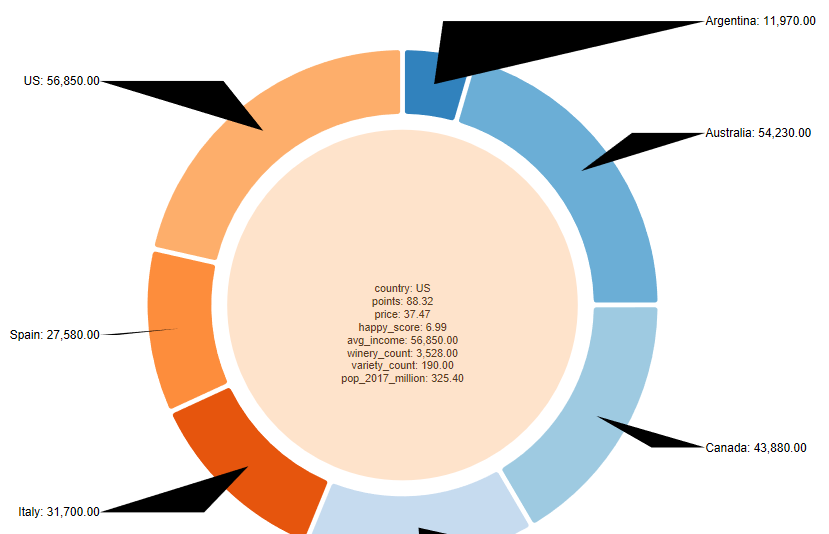 Argentina: 11,970.00
US: 56,850.00
Australia: 54,230.00
country: US
points: 88.32
price: 37.47
happy_score: 6.99
avg_income: 56,850.00
winery_count: 3,528.00
variety_count: 190.00
pop_2017_million: 325.40
Spain: 27,580.00
Canada: 43,880.00
Italy: 31,700.00